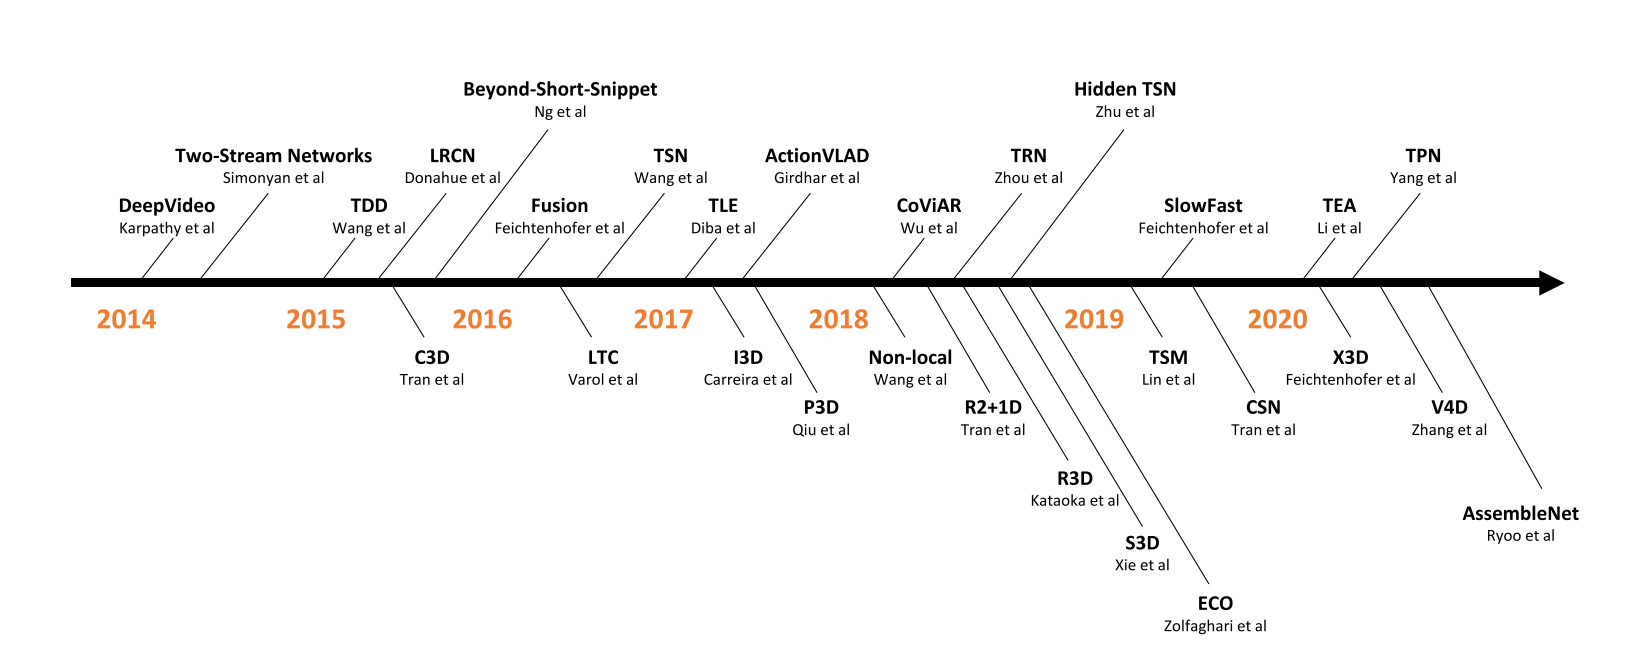 Beyond-Short-Snippet
Ng et al
Hidden TSN
Zhu et al
Two-Stream Networks
Simonyan et al
LRCN
Donahue et al
TSN
Wang et al
ActionVLAD
Girdhar et al
TRN
Zhou et al
TPN
Yang et al
DeepVideo
Karpathy et al
TDD
Wang et al
Fusion
Feichtenhofer et al
TLE
Diba et al
CoViAR
Wu et al
SlowFast
Feichtenhofer et al
TEA
Li et al
2014
2015
2016
2017
2018
2019
2020
C3D
Tran et al
LTC
Varol et al
I3D
Carreira et al
Non-local
Wang et al
TSM
Lin et al
X3D
Feichtenhofer et al
P3D
Qiu et al
R2+1D
Tran et al
CSN
Tran et al
V4D
Zhang et al
R3D
Kataoka et al
AssembleNet
Ryoo et al
S3D
Xie et al
ECO
Zolfaghari et al